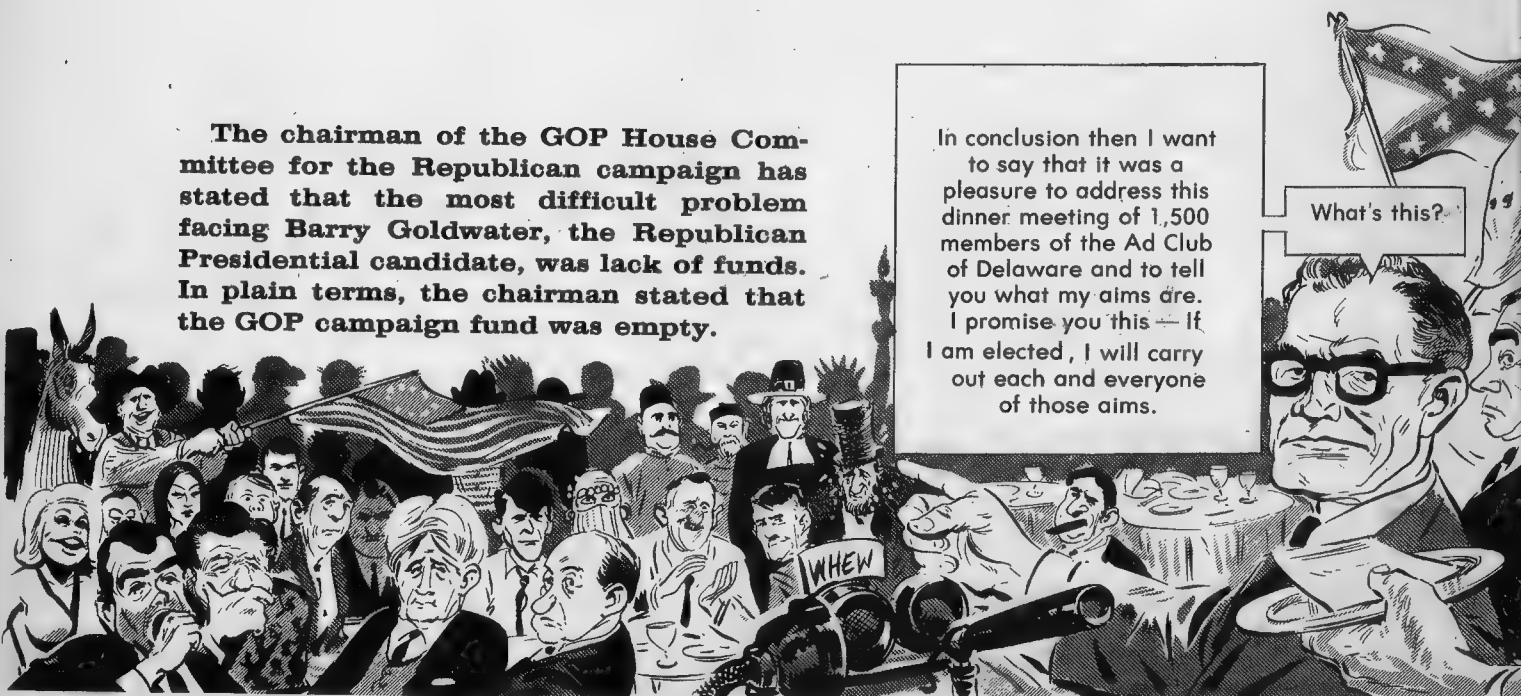 The chairman of the GOP House Com-
mittee for the Republican campaign has
stated that the most difficult problem
facing Barry Goldwater, the Republican
Presidential candidate, was lack of funds.
In plain terms, the chairman stated that
the GOP campaign fund was empty.
In conclusion then I want
to say that it was a
pleasure to address this
dinner meeting of 1,500
members of the Ad Club
of Delaware and to tell
you what my aims are.
I promise you this — If
I am elected, I will carry
out each and everyone
of those aims.
What's this?
WHEW